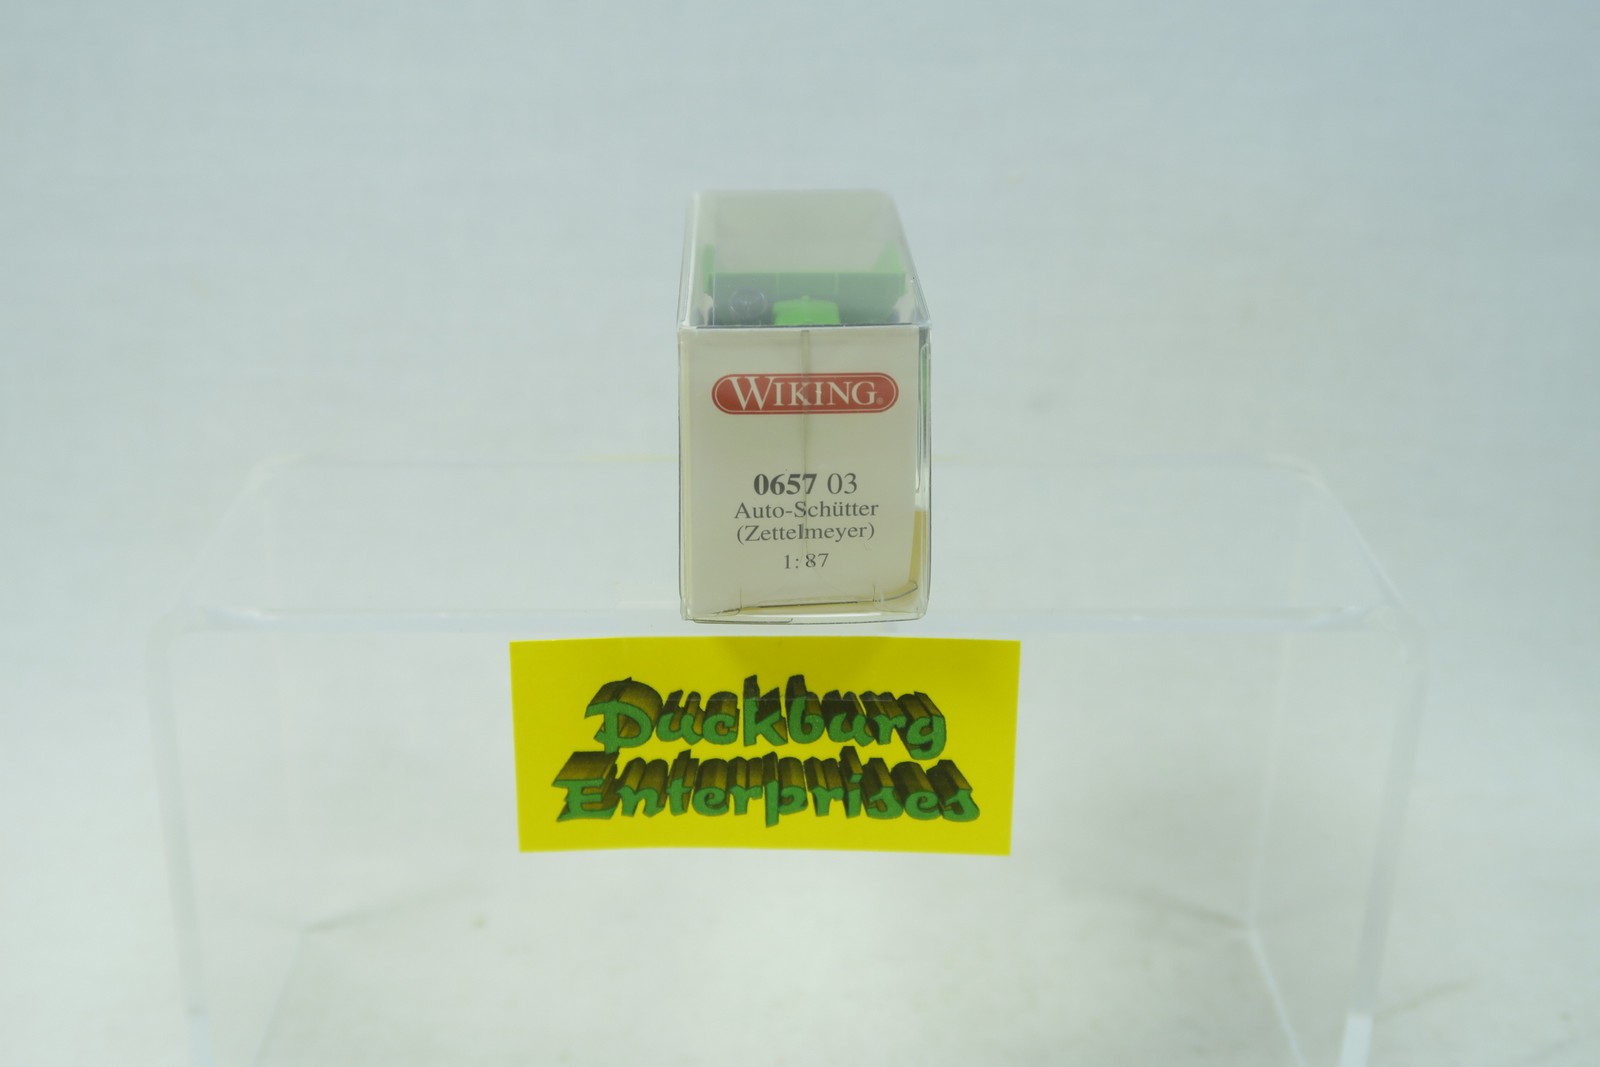 WIKING®
0657 03
Auto-Schütter
(Zettelmeyer)
1:87
Duckburg
Enterprises